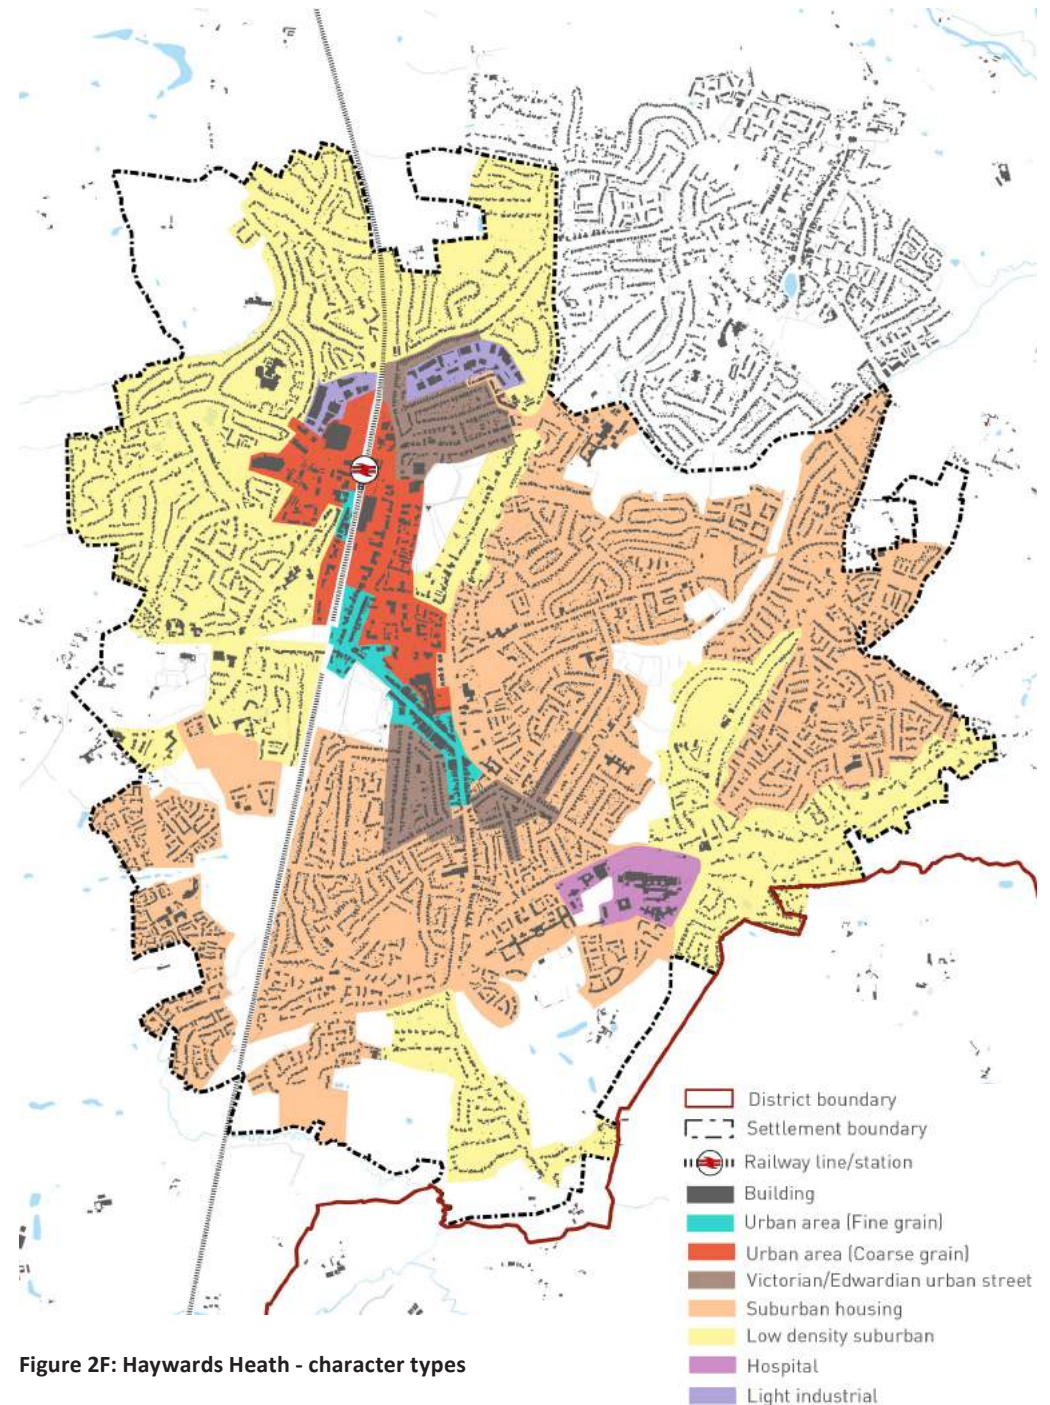 District boundary
Settlement boundary
Railway line/station
Building
Urban area (Fine grain)
Urban area (Coarse grain)
Victorian/Edwardian urban street
Suburban housing
Low density suburban
Hospital
Light industrial
Figure 2F: Haywards Heath - character types